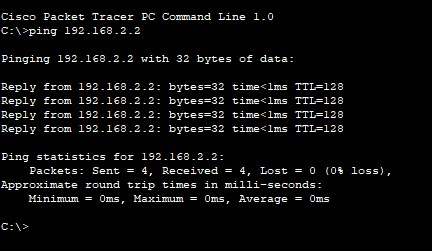 Cisco Packet Tracer PC Command Line 1.0
C:\>ping 192.168.2.2
Pinging 192.168.2.2 with 32 bytes of data:
Reply from 192.168.2.2: bytes=32 time<1ms TTL=128
Reply from 192.168.2.2: bytes=32 time<1ms TTL=128
Reply from 192.168.2.2: bytes=32 time<1ms TTL=128
Reply from 192.168.2.2: bytes=32 time<1ms TTL=128
Ping statistics for 192.168.2.2:
Packets: Sent = 4, Received = 4, Lost = 0 (0% loss),
Approximate round trip times in milli-seconds:
Minimum = 0ms, Maximum = 0ms, Average = 0ms
C:\>